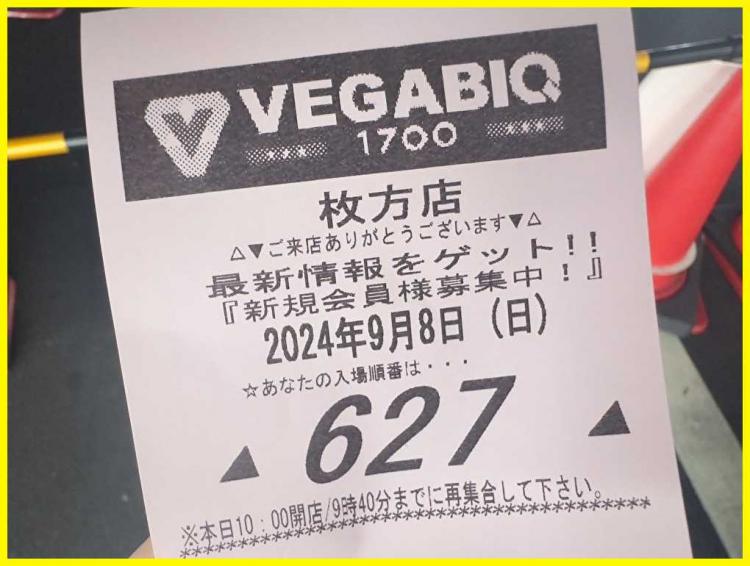 V VEGABIQ
★★★ 1700 ★★★
枚方店
△▼ご来店ありがとうございます▼△
最新情報をゲット!!
『新規会員様募集中!』
2024年9月8日 (日)
☆あなたの入場順番は・・・
▲ 627 ▲
※本日10:00開店/9時40分までに再集合して下さい。
****************************************